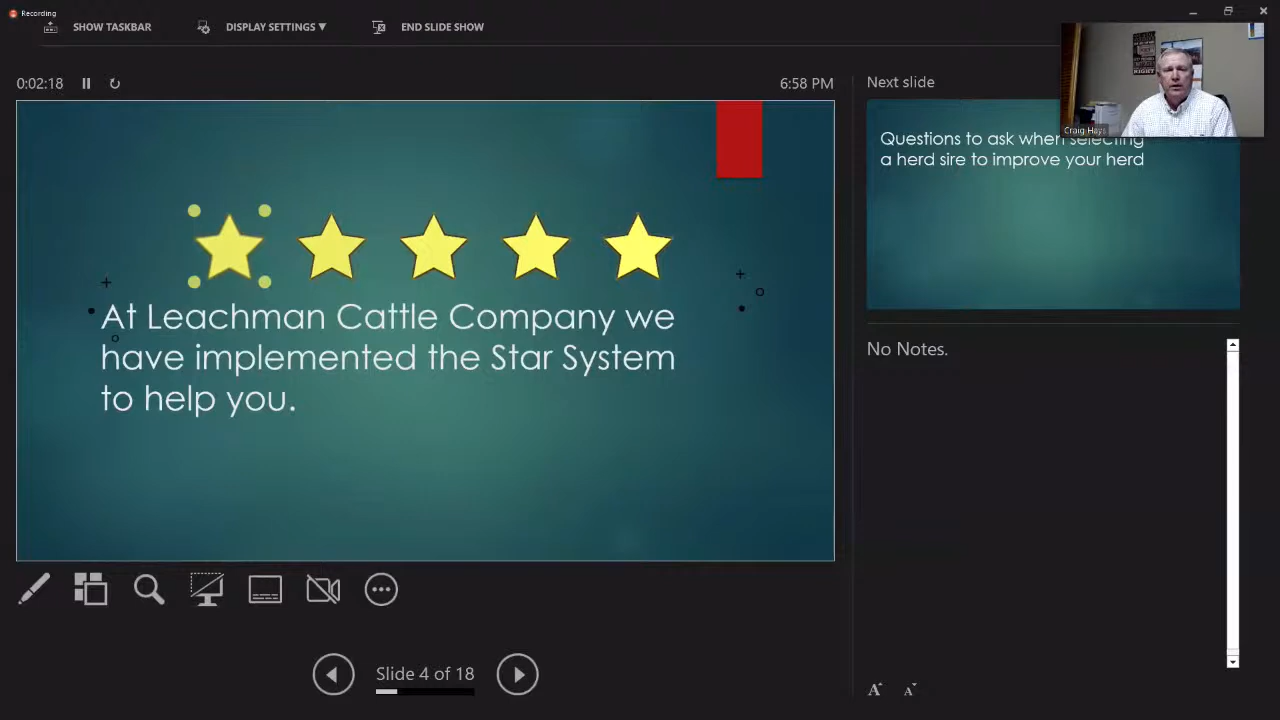 Recording
SHOW TASKBAR
DISPLAY SETTINGS ▼
END SLIDE SHOW
0:02:18
6:58 PM
Next slide
Craig Hays
Questions to ask when selecting
a herd sire to improve your herd
At Leachman Cattle Company we
have implemented the Star System
to help you.
No Notes.
Slide 4 of 18
A A